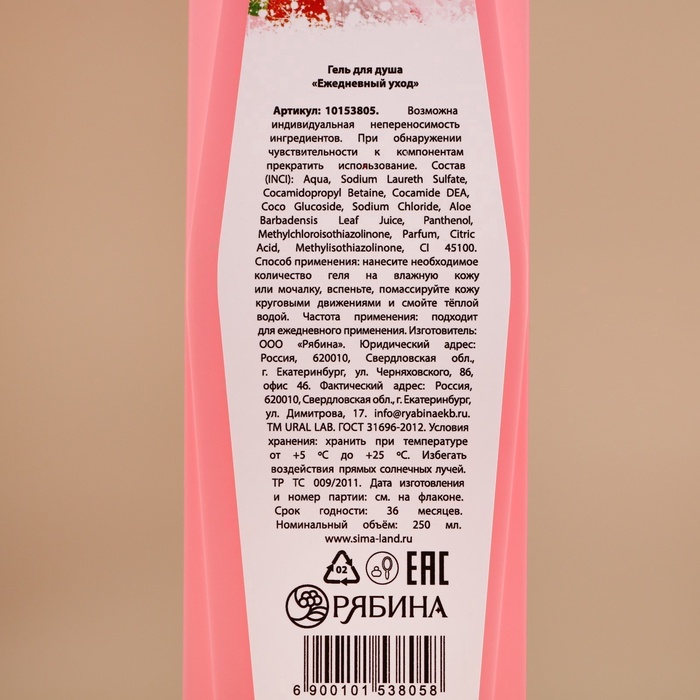 Гель для душа
«Ежедневный уход»
Артикул: 10153805. Возможна
индивидуальная непереносимость
ингредиентов. При обнаружении
чувствительности к компонентам
прекратить использование. Состав
(INCI): Aqua, Sodium Laureth Sulfate,
Cocamidopropyl Betaine, Cocamide DEA,
Coco Glucoside, Sodium Chloride, Aloe
Barbadensis Leaf Juice, Panthenol,
Methylchloroisothiazolinone, Parfum, Citric
Acid, Methylisothiazolinone, CI 45100.
Способ применения: нанесите необходимое
количество геля на влажную кожу
или мочалку, вспеньте, помассируйте кожу
круговыми движениями и смойте тёплой
водой. Частота применения: подходит
для ежедневного применения. Изготовитель:
ООО «Рябина». Юридический адрес:
Россия, 620010, Свердловская обл.,
г. Екатеринбург, ул. Черняховского, 86,
офис 46. Фактический адрес: Россия,
620010, Свердловская обл., г. Екатеринбург,
ул. Димитрова, 17. info@ryabinaekb.ru.
TM URAL LAB. ГОСТ 31696-2012. Условия
хранения: хранить при температуре
от +5 ºС до +25 ºС. Избегать
воздействия прямых солнечных лучей.
ТР ТС 009/2011. Дата изготовления
и номер партии: см. на флаконе.
Срок годности: 36 месяцев.
Номинальный объём: 250 мл.
www.sima-land.ru
02 EAC
РЯБИНА
6 900101 538058